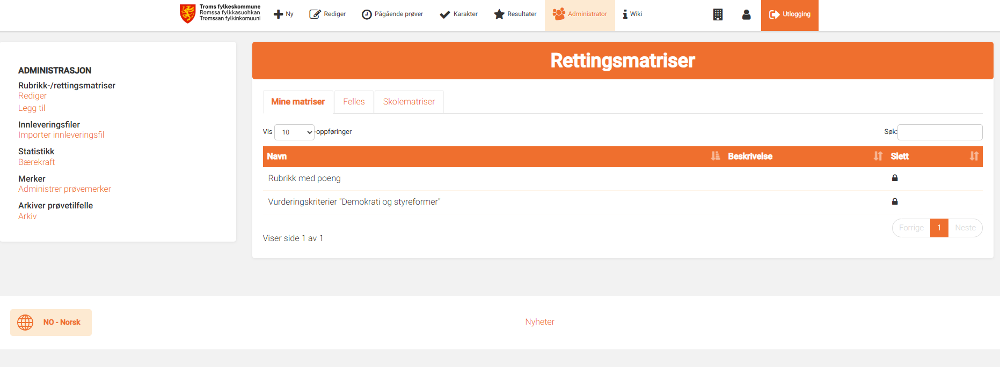 Troms fylkeskommune
Romssa fylkkasuohkan
Tromssan fylkinkomuuni
Ny
Rediger
Pågående prøver
Karakter
Resultater
Administrator
Wiki
Utlogging
ADMINISTRASJON
Rubrikk-/rettingsmatriser
Rediger
Legg til
Innleveringsfiler
Importer innleveringsfil
Statistikk
Bærekraft
Merker
Administrer prøvemerker
Arkiver prøvetilfelle
Arkiv
Rettingsmatriser
Mine matriser
Felles
Skolematriser
Vis 10 -oppføringer
Søk:
Navn Beskrivelse Slett
Rubrikk med poeng
Vurderingskriterier "Demokrati og styreformer"
Forrige 1 Neste
Viser side 1 av 1
NO - Norsk
Nyheter